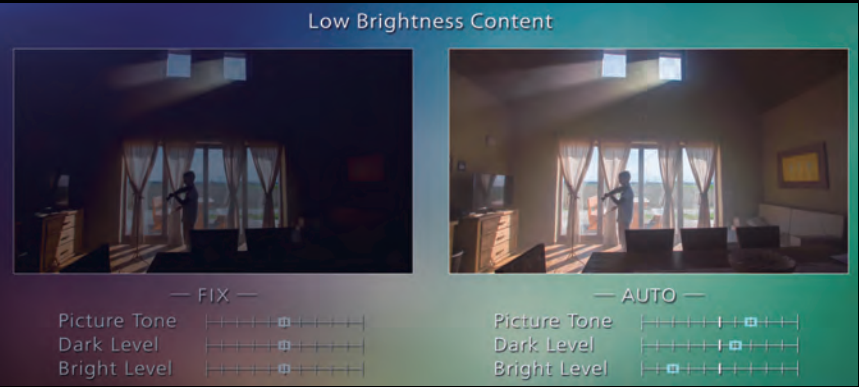 Low Brightness Content
— FIX —
Picture Tone
Dark Level
Bright Level
— AUTO —
Picture Tone
Dark Level
Bright Level